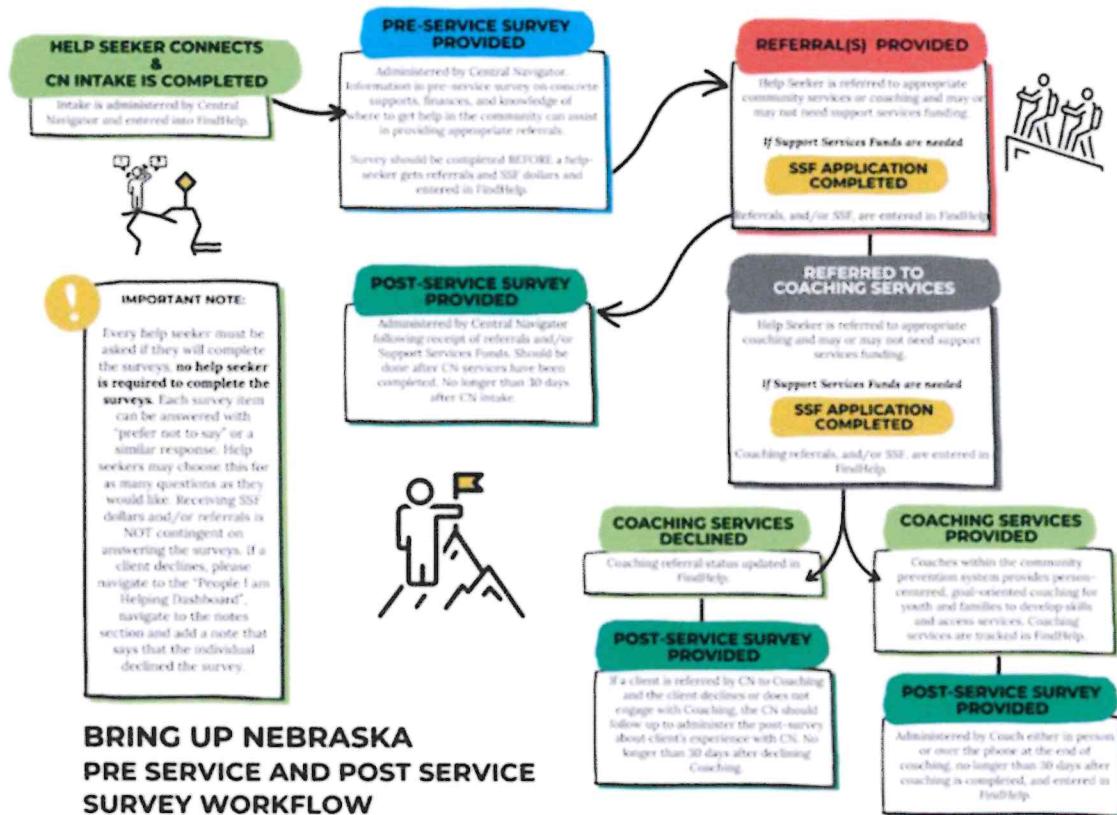 HELP SEEKER CONNECTS
&
CN INTAKE IS COMPLETED
Intake is administered by Central
Navigator and entered into FindHelp.
PRE-SERVICE SURVEY
PROVIDED
Administered by Central Navigator.
Information in pre-service survey on concrete
supports, finances, and knowledge of
where to get help in the community can assist
in providing appropriate referrals.
Survey should be completed BEFORE a help-
seeker gets referrals and SSF dollars and
entered in FindHelp.
REFERRAL(S) PROVIDED
Help Seeker is referred to appropriate
community services or coaching and may or
may not need support services funding.
If Support Services Funds are needed
SSF APPLICATION
COMPLETED
Referrals, and/or SSF, are entered in FindHelp
POST-SERVICE SURVEY
PROVIDED
Administered by Central Navigator
following receipt of referrals and/or
Support Services Funds. Should be
done after CN services have been
completed. No longer than 30 days
after CN intake.
REFERRED TO
COACHING SERVICES
Help Seeker is referred to appropriate
coaching and may or may not need support
services funding.
If Support Services Funds are needed
SSF APPLICATION
COMPLETED
Coaching referrals, and/or SSF, are entered in
FindHelp.
!
IMPORTANT NOTE:
Every help seeker must be
asked if they will complete
the surveys, no help seeker
is required to complete the
surveys. Each survey item
can be answered with
"prefer not to say" or a
similar response. Help
seekers may choose this for
as many questions as they
would like. Receiving SSF
dollars and/or referrals is
NOT contingent on
answering the surveys. If a
client declines, please
navigate to the "People I am
Helping Dashboard",
navigate to the notes
section and add a note that
says that the individual
declined the survey.
COACHING SERVICES
DECLINED
Coaching referral status updated in
FindHelp.
POST-SERVICE SURVEY
PROVIDED
If a client is referred by CN to Coaching
and the client declines or does not
engage with Coaching, the CN should
follow up to administer the post-survey
about client's experience with CN. No
longer than 30 days after declining
Coaching.
COACHING SERVICES
PROVIDED
Coaches within the community
prevention system provides person-
centered, goal-oriented coaching for
youth and families to develop skills
and access services. Coaching
services are tracked in FindHelp.
POST-SERVICE SURVEY
PROVIDED
Administered by Coach either in person
or over the phone at the end of
coaching, no longer than 30 days after
coaching is completed, and entered in
FindHelp.
BRING UP NEBRASKA
PRE SERVICE AND POST SERVICE
SURVEY WORKFLOW